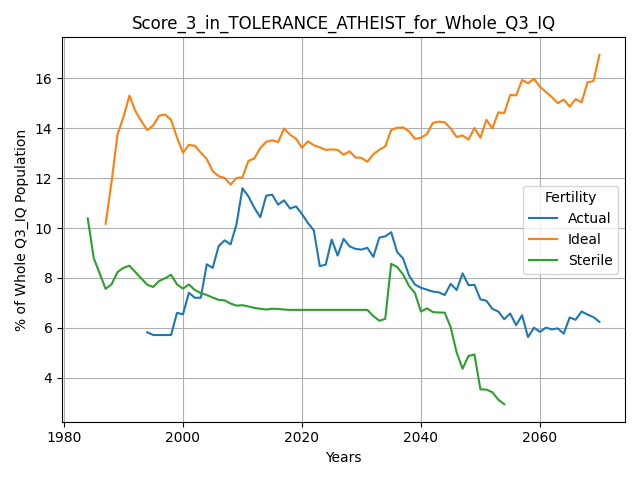 Score_3_in_TOLERANCE_ATHEIST_for_Whole_Q3_IQ
% of Whole Q3_IQ Population
16
14
12
10
8
6
4
Fertility
Actual
Ideal
Sterile
1980 2000 2020 2040 2060
Years